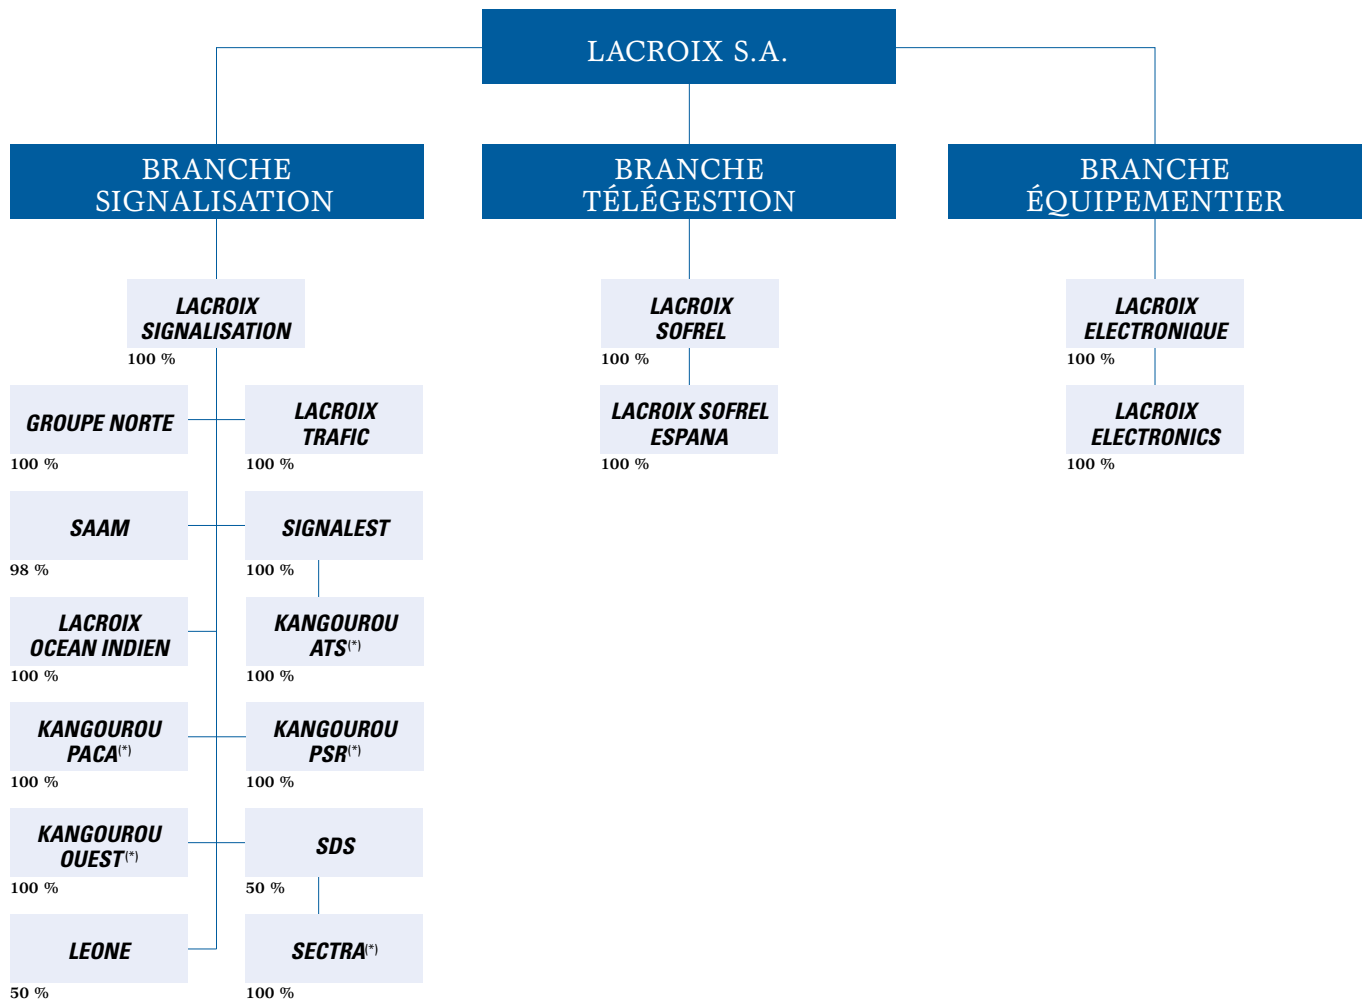 LACROIX S.A.
BRANCHE
SIGNALISATION
BRANCHE
TÉLÉGESTION
BRANCHE
ÉQUIPEMENTIER
LACROIX
SIGNALISATION
100 %
LACROIX
SOFREL
100 %
LACROIX
ELECTRONIQUE
100 %
GROUPE NORTE
100 %
LACROIX
TRAFIC
100 %
LACROIX SOFREL
ESPANA
100 %
LACROIX
ELECTRONICS
100 %
SAAM
98 %
SIGNALEST
100 %
LACROIX
OCEAN INDIEN
100 %
KANGOUROU
ATS(*)
100 %
KANGOUROU
PACA(*)
100 %
KANGOUROU
PSR(*)
100 %
KANGOUROU
OUEST(*)
100 %
SDS
50 %
LEONE
50 %
SECTRA(*)
100 %